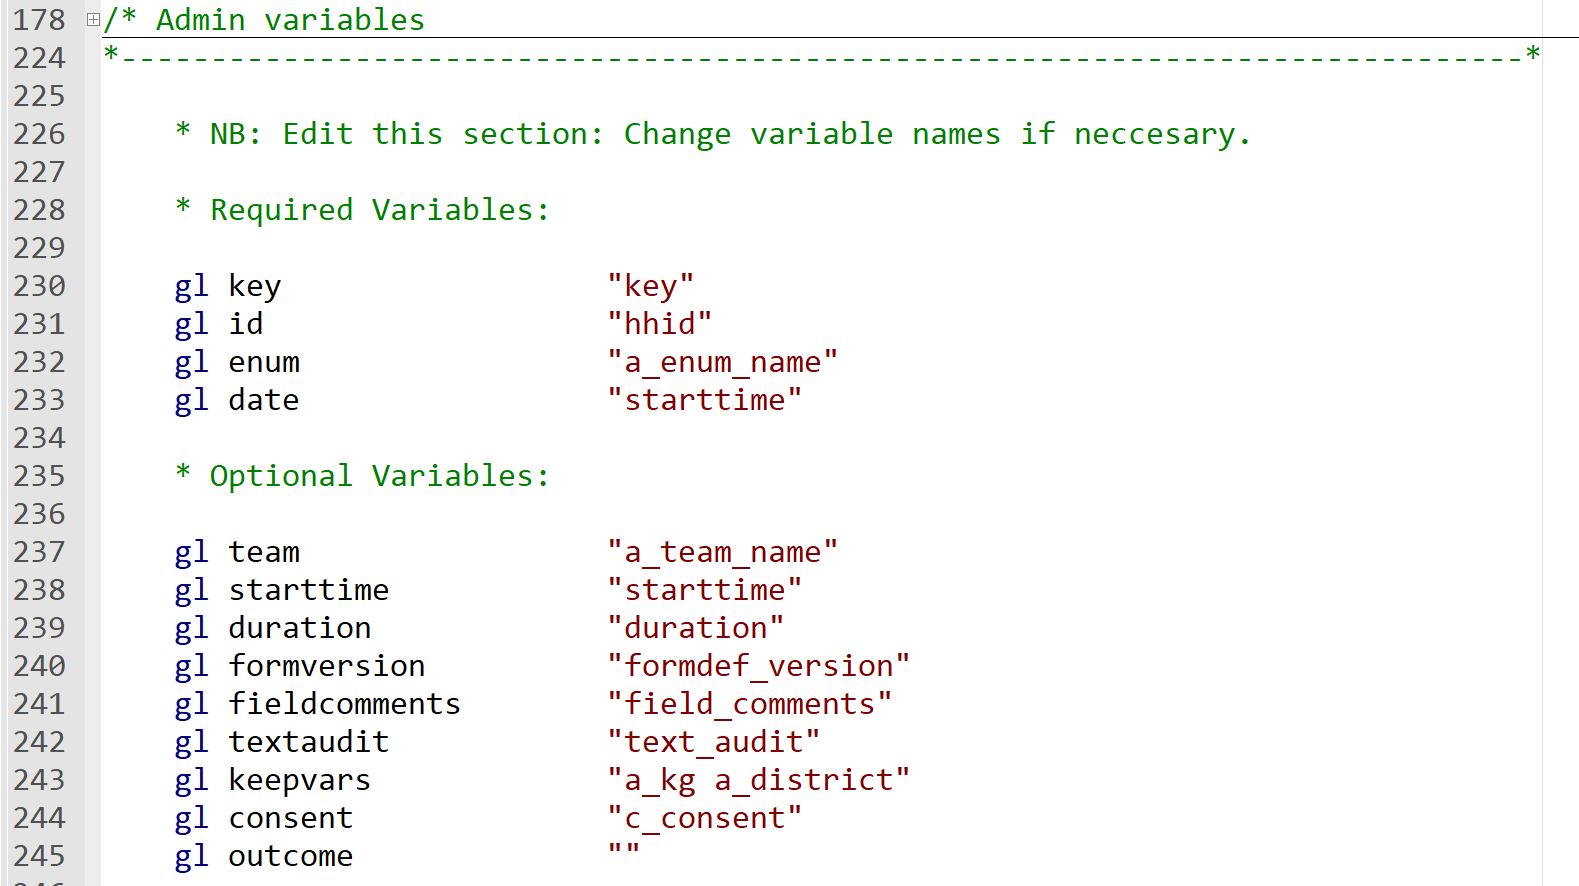 178 /* Admin variables
224 *------------------------------------------------------------------------------*
225
226 * NB: Edit this section: Change variable names if neccesary.
227
228 * Required Variables:
229
230 gl key "key"
231 gl id "hhid"
232 gl enum "a_enum_name"
233 gl date "starttime"
234
235 * Optional Variables:
236
237 gl team "a_team_name"
238 gl starttime "starttime"
239 gl duration "duration"
240 gl formversion "formdef_version"
241 gl fieldcomments "field_comments"
242 gl textaudit "text_audit"
243 gl keepvars "a_kg a_district"
244 gl consent "c_consent"
245 gl outcome ""